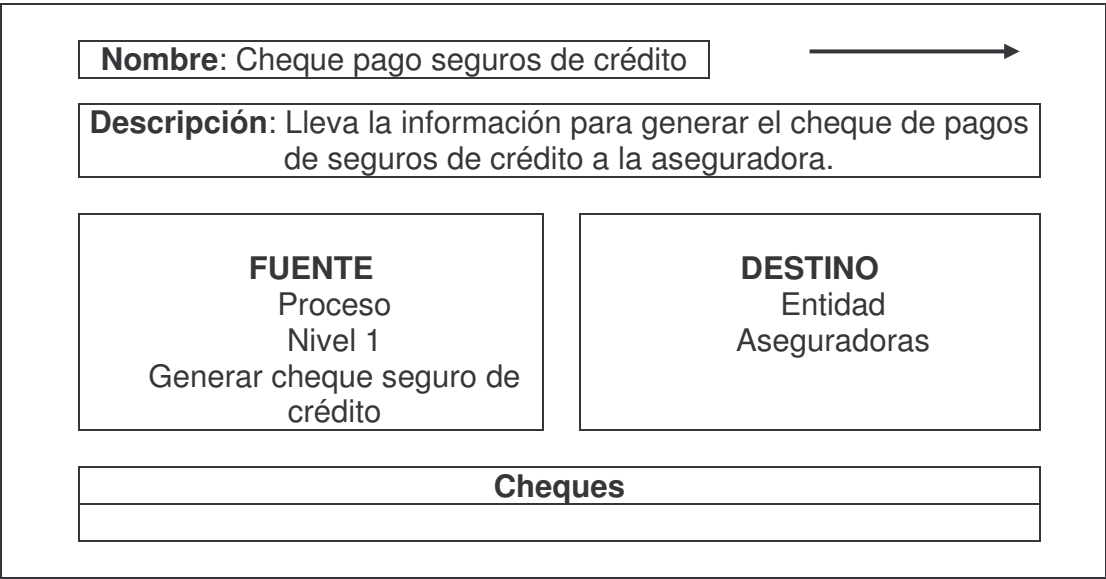 Nombre: Cheque pago seguros de crédito
Descripción: Lleva la información para generar el cheque de pagos
de seguros de crédito a la aseguradora.
FUENTE
Proceso
Nivel 1
Generar cheque seguro de
crédito
DESTINO
Entidad
Aseguradoras
Cheques